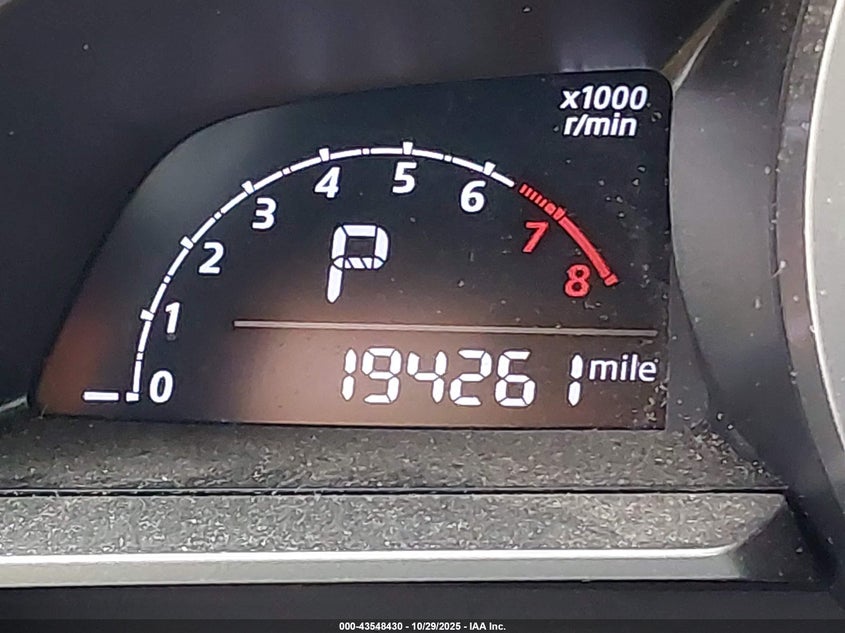 x1000
r/min
0 1 2 3 4 5 6 7 8
P
194261 mile
000-43548430 - 10/29/2025 - IAA Inc.